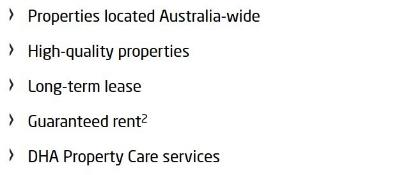 Properties located Australia-wide
High-quality properties
Long-term lease
Guaranteed rent²
DHA Property Care services